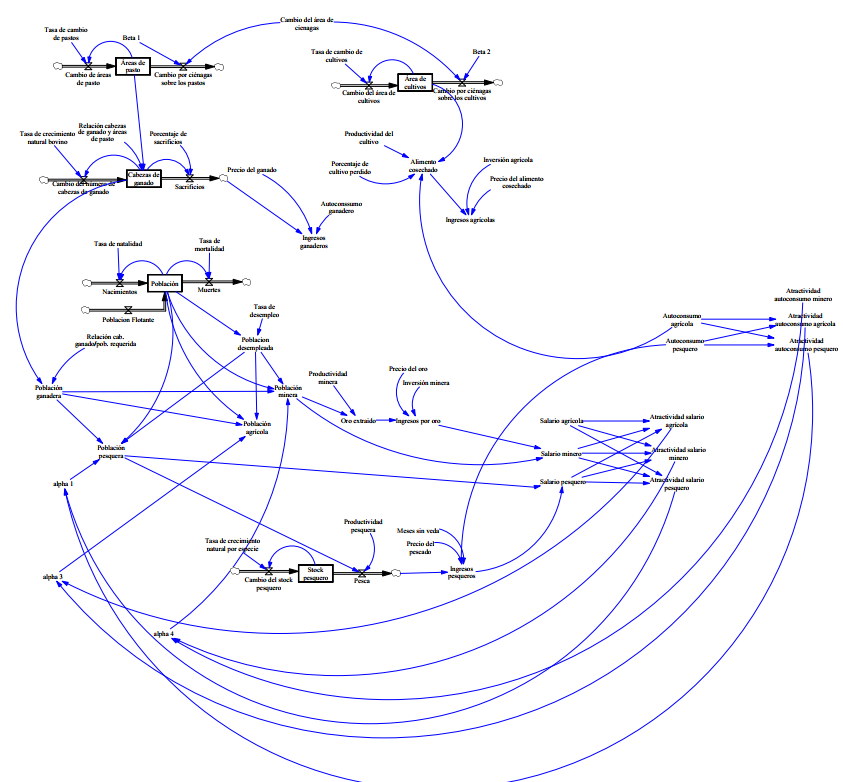 Cambio del área de
cienagas
Tasa de cambio
de pastos
Beta 1
Áreas de
pasto
Cambio de áreas
de pasto
Cambio por ciénagas
sobre los pastos
Tasa de cambio de
cultivos
Beta 2
Área de
cultivos
Cambio del área de
cultivos
Cambio por ciénagas
sobre los cultivos
Tasa de crecimiento
natural bovino
Relación cabezas
de ganado y áreas
de pasto
Porcentaje de
sacrificios
Cabezas de
ganado
Cambio del número de
cabezas de ganado
Sacrificios
Precio del ganado
Autoconssumo
ganadero
Ingresos
ganaderos
Productividad del
cultivo
Porcentaje de
cultivo perdido
Alimento
cosechado
Inversión agrícola
Precio del alimento
cosechado
Ingresos agrícolas
Tasa de natalidad
Tasa de
mortalidad
Población
Nacimientos
Muertes
Poblacion Flotante
Tasa de
desempleo
Poblacion
desempleada
Relación cab.
ganado/pob. requerida
Población
ganadera
Población
minera
Población
agrícola
Población
pesquera
Productividad
minera
Precio del oro
Inversión minera
Oro extraido
Ingresos por oro
Atractividad
autoconsumo minero
Autoconsumo
agrícola
Atractividad
autoconsumo agrícola
Autoconsumo
pesquero
Atractividad
autoconsumo pesquero
Salario agrícola
Salario minero
Salario pesquero
Atractividad salario
agrícola
Atractividad salario
minero
Atractividad salario
pesquero
alpha 1
alpha 3
alpha 4
Tasa de crecimiento
natural por especie
Stock
pesquero
Cambio del stock
pesquero
Productividad
pesquera
Pesca
Meses sin veda
Precio del
pescado
Ingresos
pesqueros